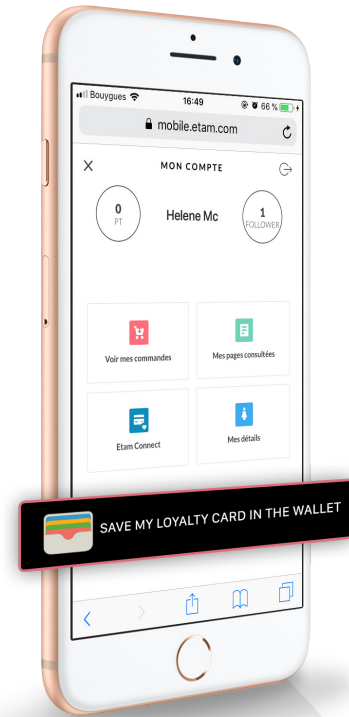 Bouygues 16:49 66 %
mobile.etam.com
MON COMPTE
0
PT
Helene Mc
1
FOLLOWER
Voir mes commandes
Mes pages consultées
Etam Connect
Mes détails
SAVE MY LOYALTY CARD IN THE WALLET